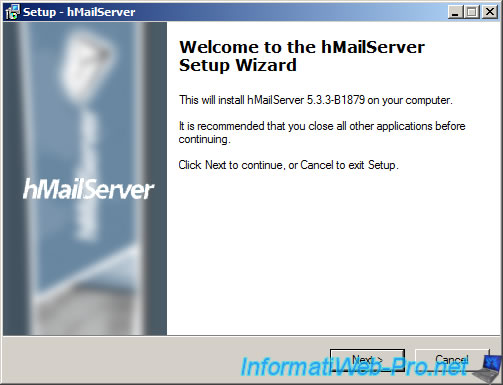 Setup - hMailServer
Welcome to the hMailServer
Setup Wizard
This will install hMailServer 5.3.3-B1879 on your computer.
It is recommended that you close all other applications before
continuing.
Click Next to continue, or Cancel to exit Setup.
hMailServer
Next >
Cancel
InformatiWeb-Pro.net